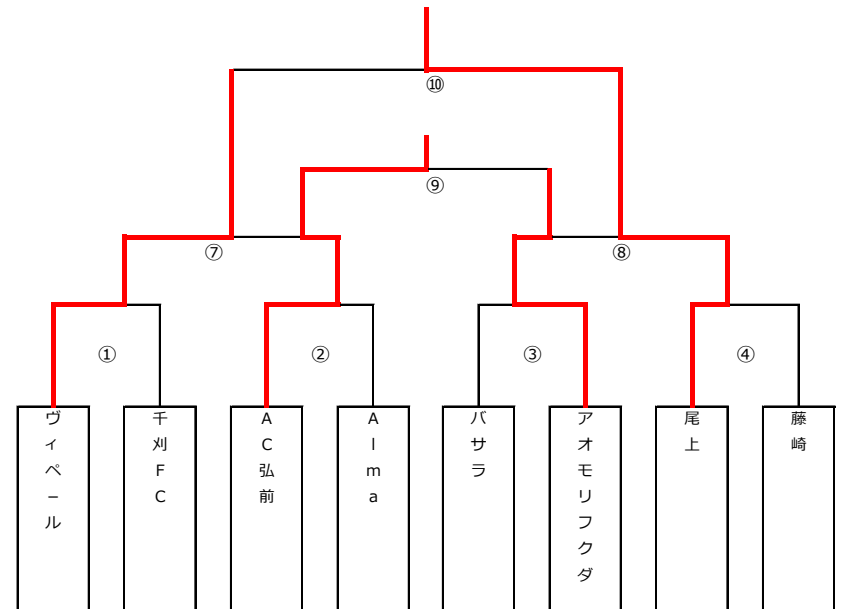 ⑩
⑨
⑦
⑧
①
②
③
④
ヴィペ－ル
千刈FC
AC弘前
Alma
バサラ
アオモリフクダ
尾上
藤崎